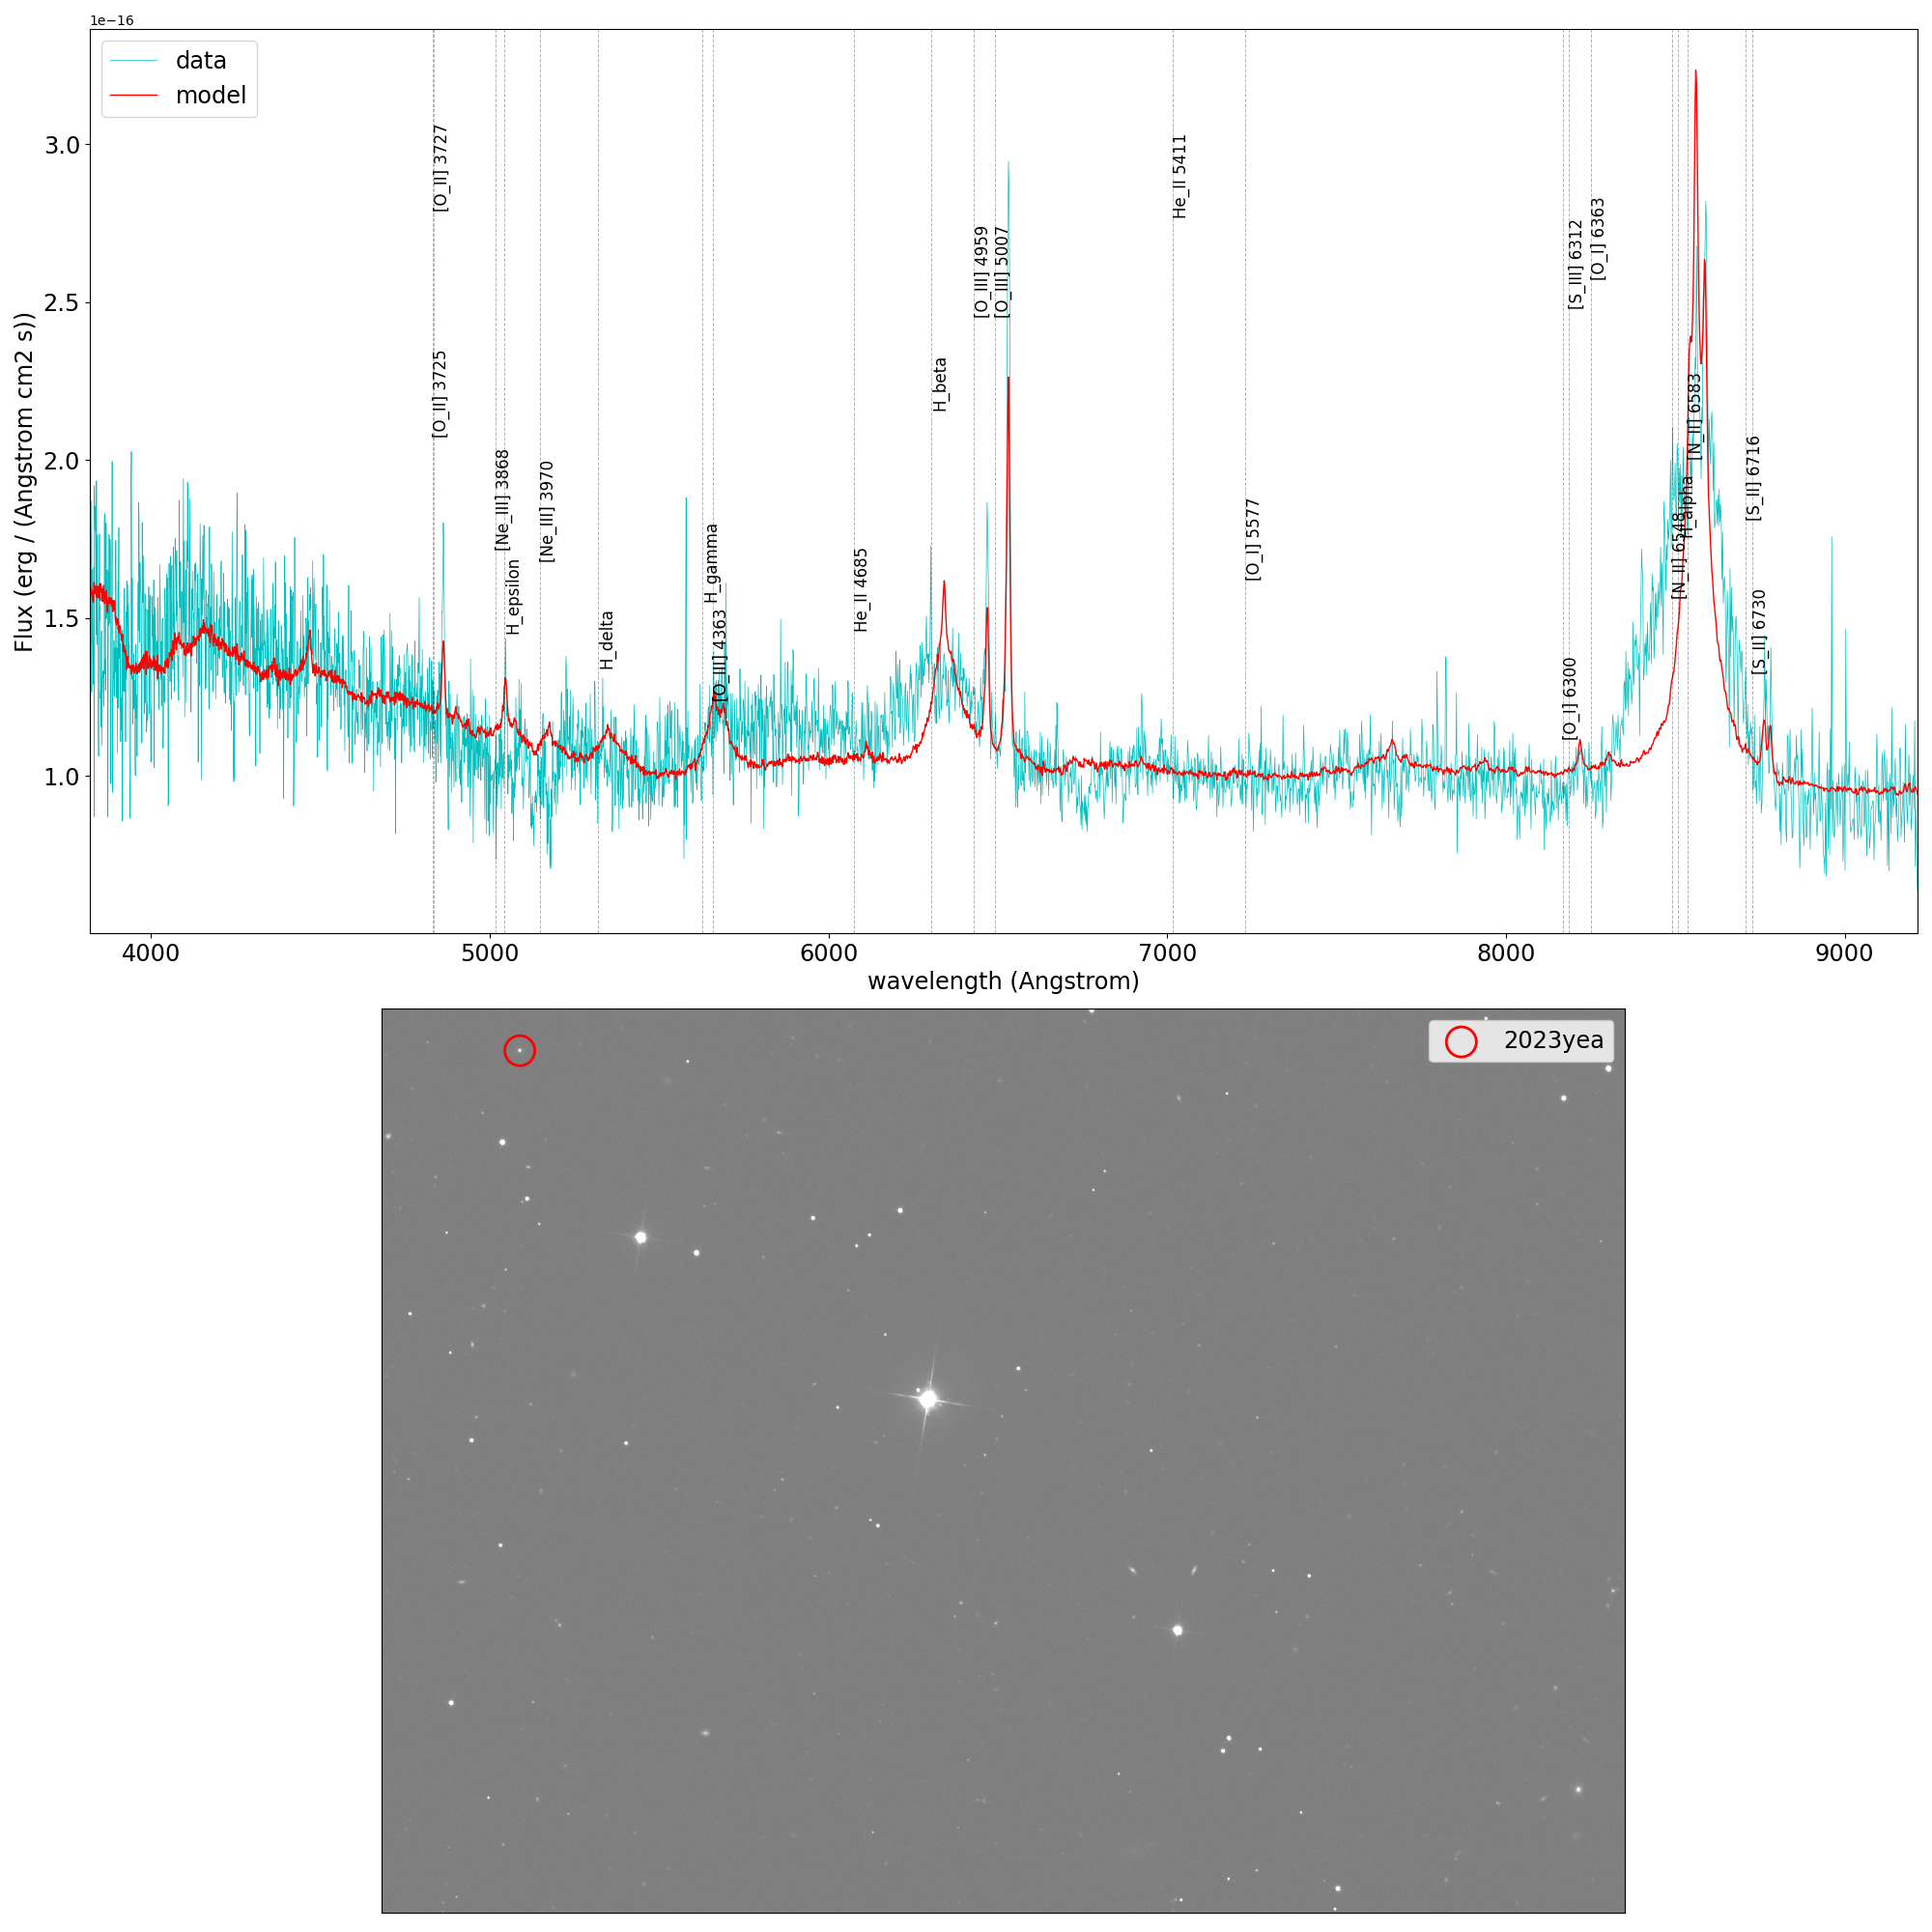 1e−16
data
model
[O_II] 3727
[O_II] 3725
[Ne_III] 3868
H_epsilon
[Ne_III] 3970
H_delta
H_gamma
[O_III] 4363
He_II 4685
H_beta
[O_III] 4959
[O_III] 5007
He_II 5411
[O_I] 5577
[O_I] 6300
[S_III] 6312
[O_I] 6363
[N_II] 6548
H_alpha
[N_II] 6583
[S_II] 6716
[S_II] 6730
3.0
2.5
2.0
1.5
1.0
Flux (erg / (Angstrom cm2 s))
4000 5000 6000 7000 8000 9000
wavelength (Angstrom)
2023yea